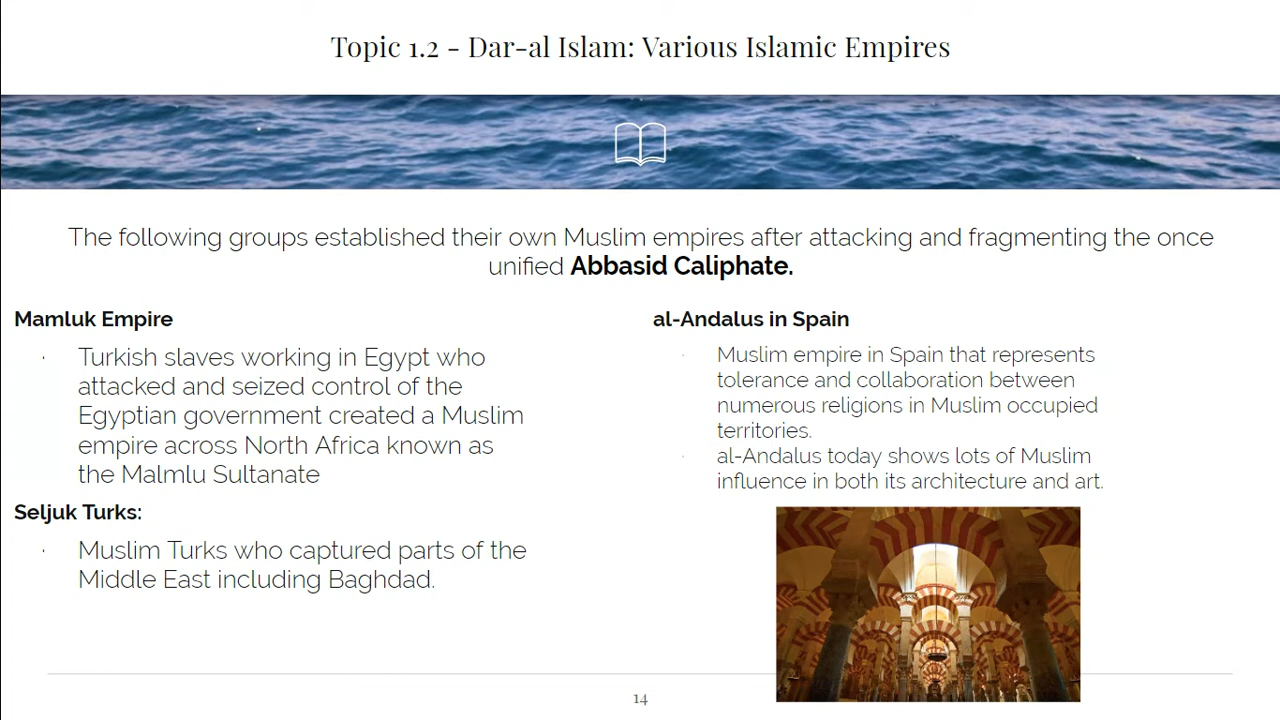 Topic 1.2 - Dar-al Islam: Various Islamic Empires
The following groups established their own Muslim empires after attacking and fragmenting the once
unified Abbasid Caliphate.
Mamluk Empire
· Turkish slaves working in Egypt who
attacked and seized control of the
Egyptian government created a Muslim
empire across North Africa known as
the Malmlu Sultanate
Seljuk Turks:
· Muslim Turks who captured parts of the
Middle East including Baghdad.
al-Andalus in Spain
· Muslim empire in Spain that represents
tolerance and collaboration between
numerous religions in Muslim occupied
territories.
· al-Andalus today shows lots of Muslim
influence in both its architecture and art.
14